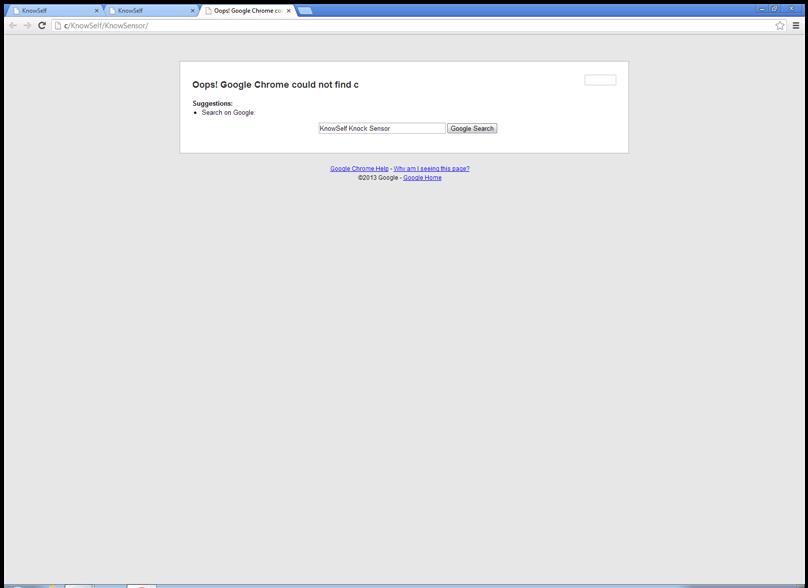 KnowSelf
KnowSelf
Oops! Google Chrome co
c/KnowSelf/KnowSensor/
Oops! Google Chrome could not find c
Suggestions:
Search on Google:
KnowSelf Knock Sensor
Google Search
Google Chrome Help - Why am I seeing this page?
©2013 Google - Google Home